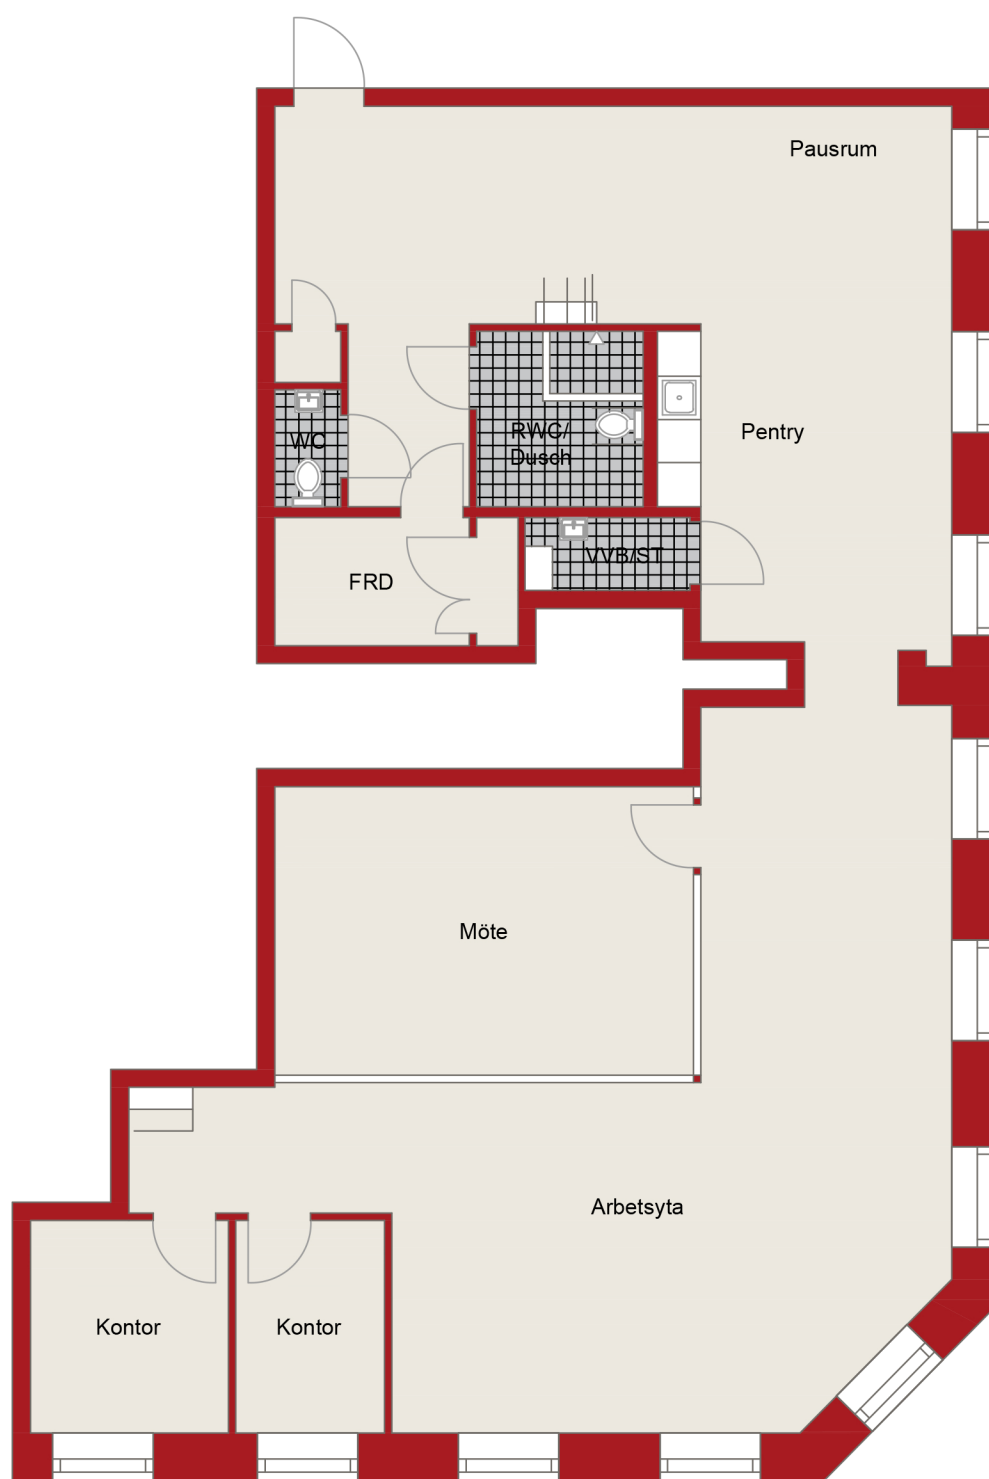 Pausrum
Pentry
WC
RWC/
Dusch
VVB/ST
FRD
Möte
Arbetsyta
Kontor
Kontor